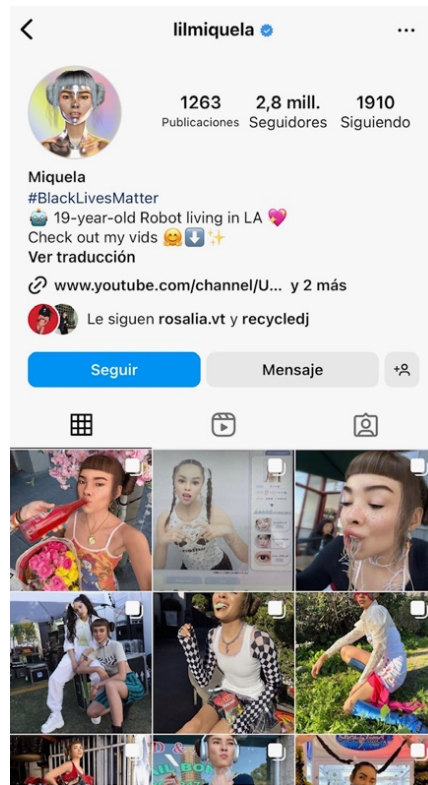 lilmiquela
1263 2,8 mill. 1910
Publicaciones Seguidores Siguiendo
Miquela
#BlackLivesMatter
19-year-old Robot living in LA
Check out my vids
Ver traducción
www.youtube.com/channel/U... y 2 más
Le siguen rosalia.vt y recycledj
Seguir Mensaje